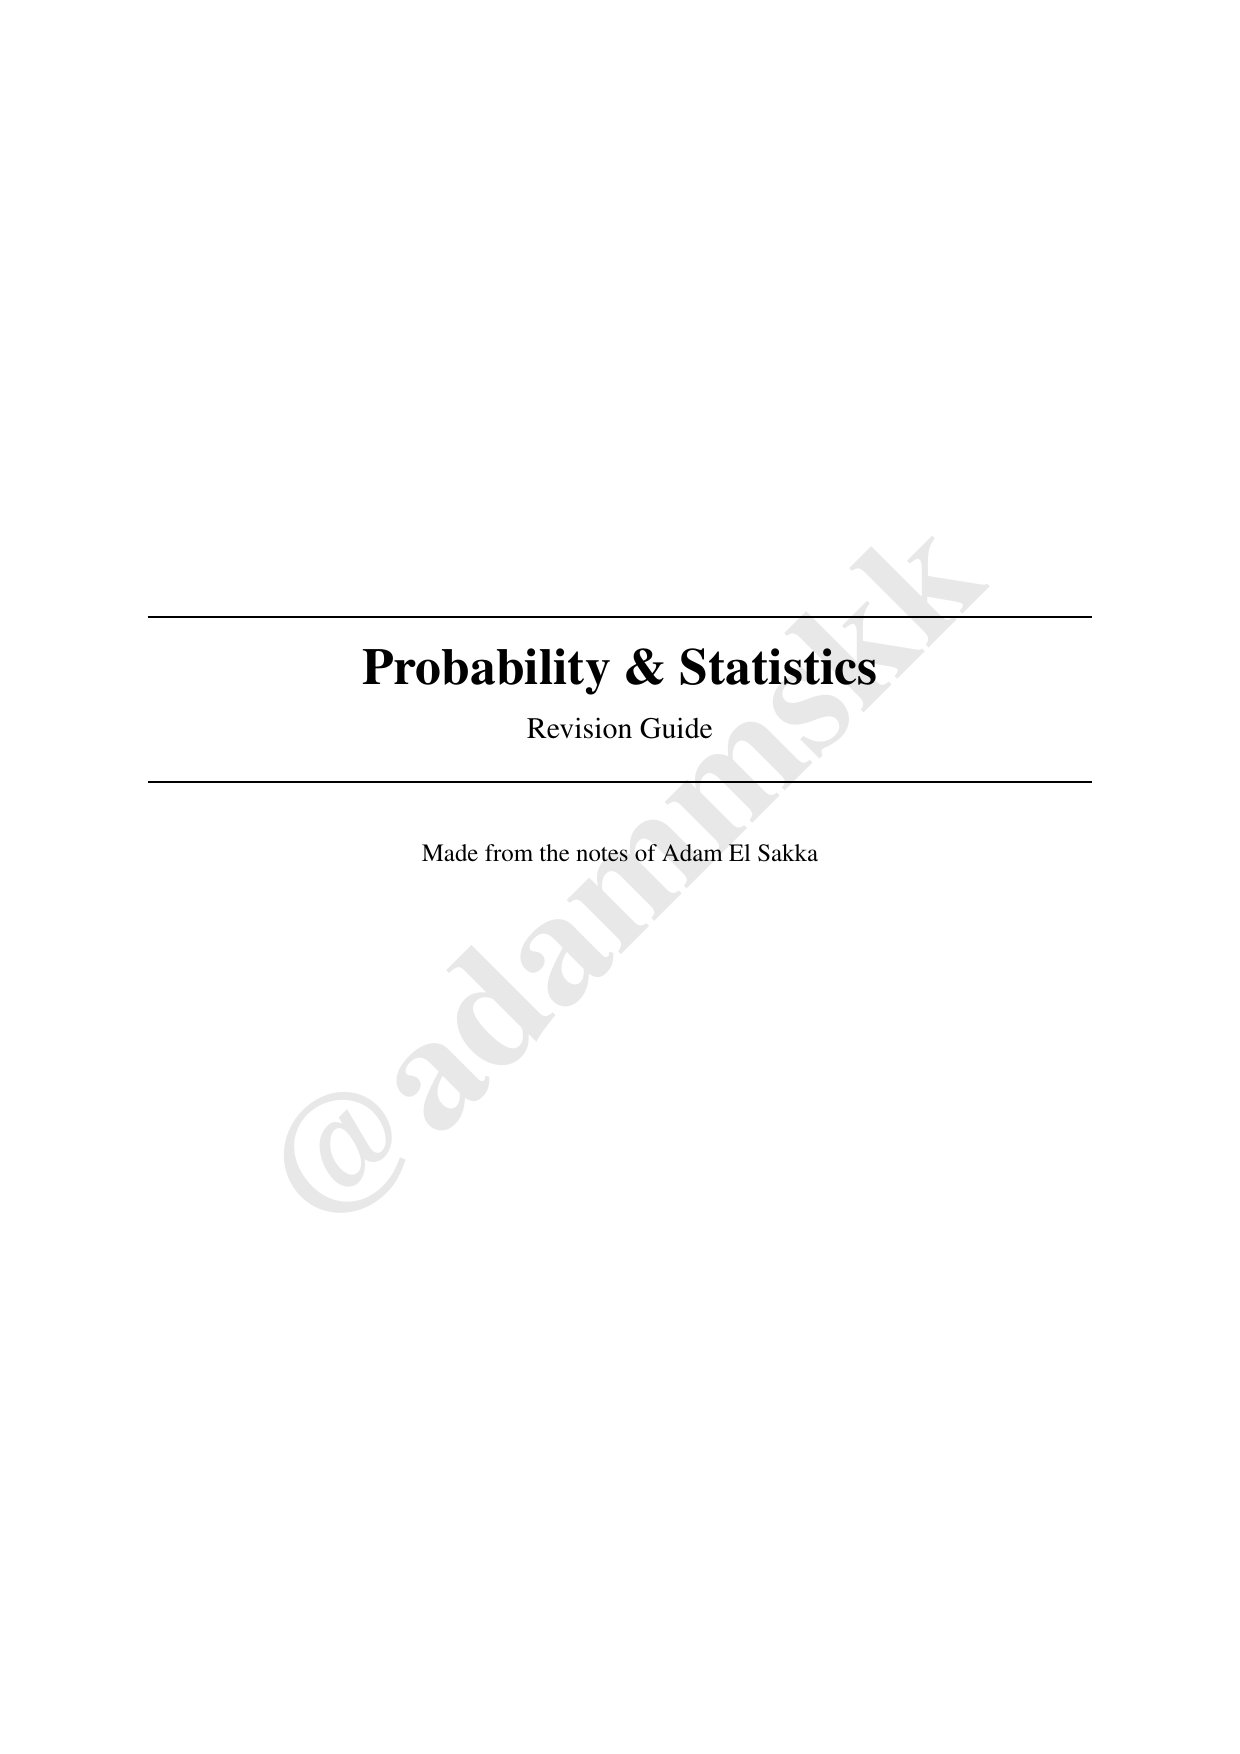 Probability & Statistics
Revision Guide
Made from the notes of Adam El Sakka
@adammskk